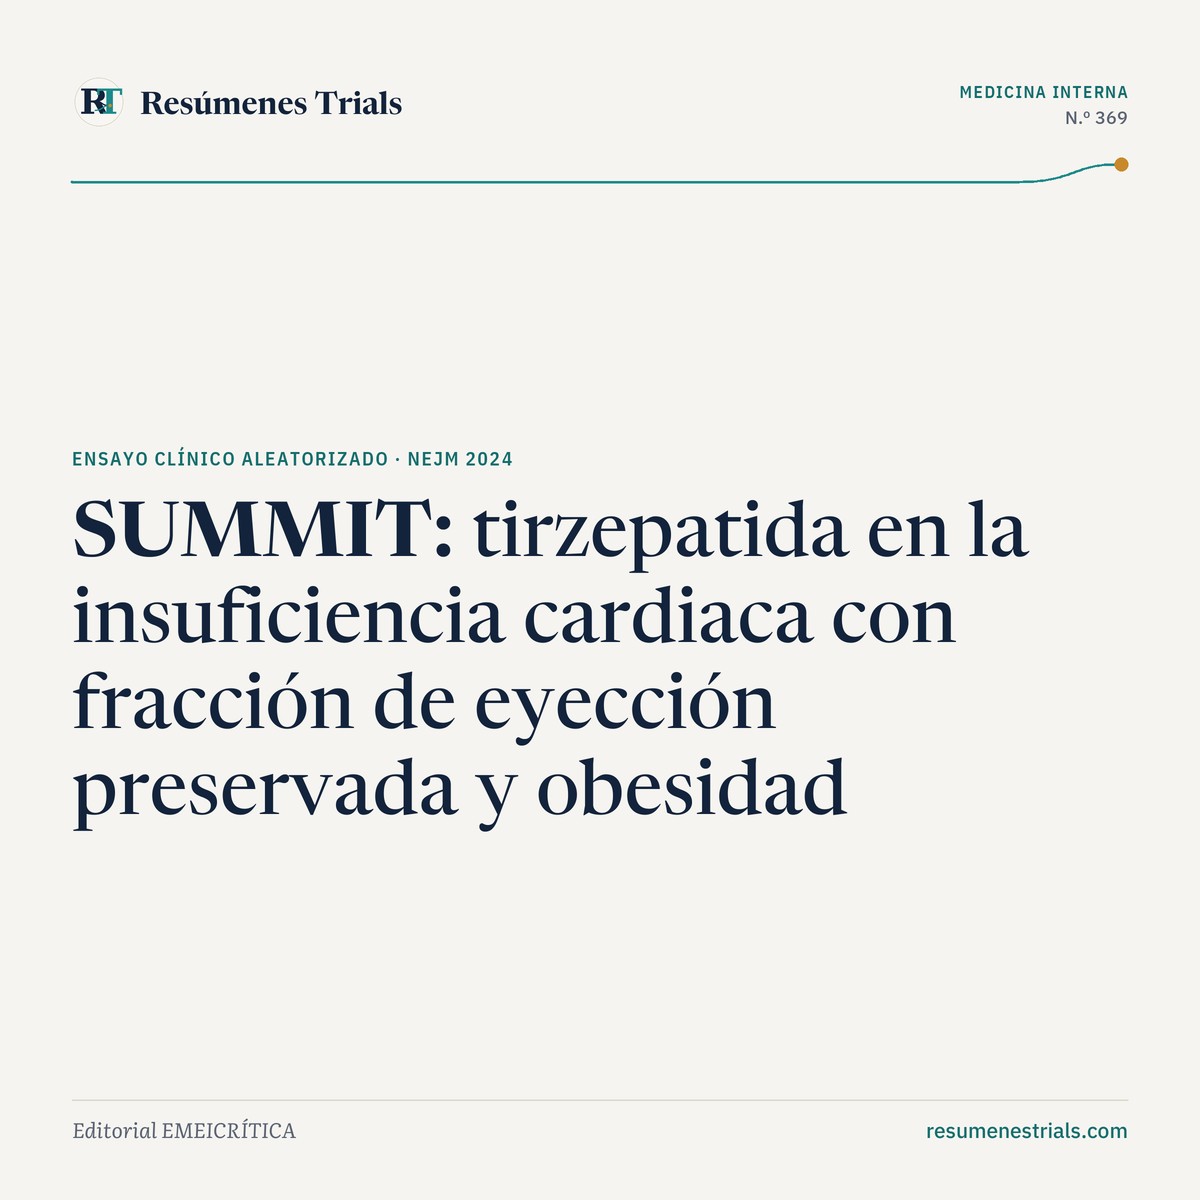 RT Resúmenes Trials
MEDICINA INTERNA
N.º 369
ENSAYO CLÍNICO ALEATORIZADO · NEJM 2024
SUMMIT: tirzepatida en la
insuficiencia cardiaca con
fracción de eyección
preservada y obesidad
Editorial EMEICRÍTICA
resumenestrials.com